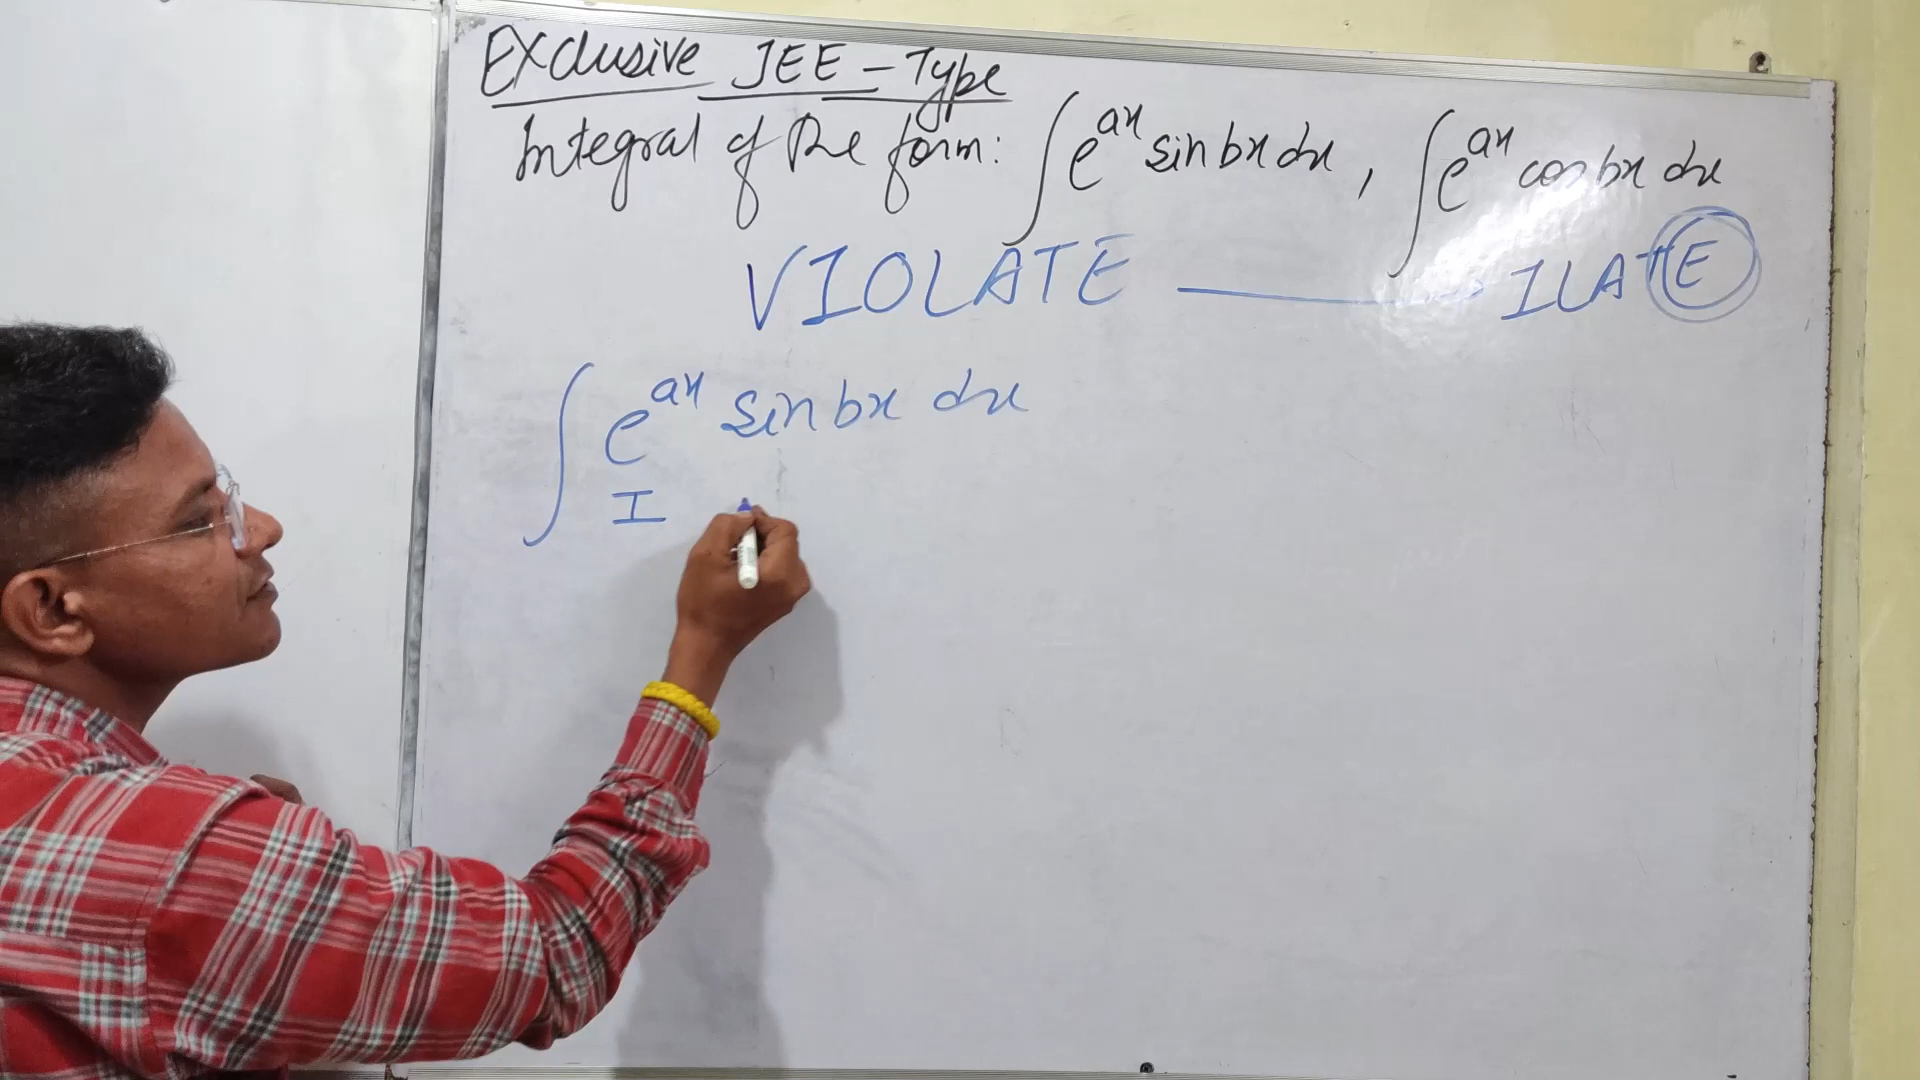 Exclusive JEE - Type
Integral of the form: ∫ e^ax sin bx dx , ∫ e^ax cos bx dx
VIOLATE → ILATE
∫ e^ax sin bx dx
I